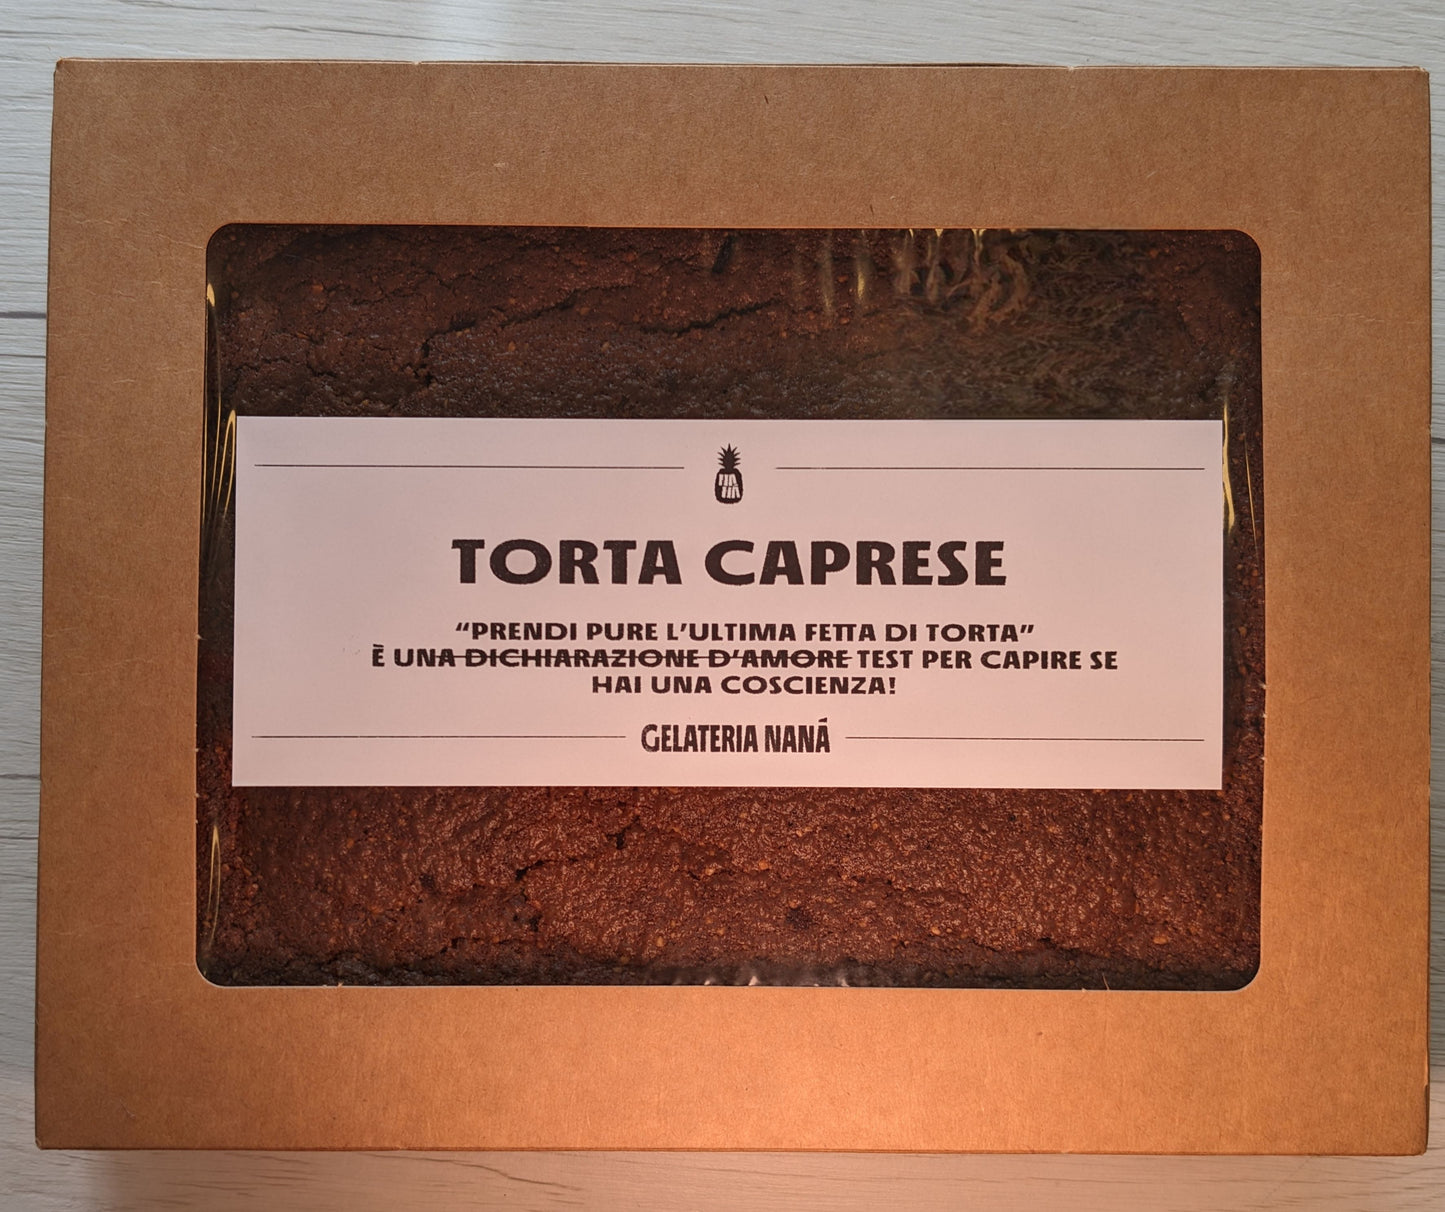 NANA
TORTA CAPRESE
“PRENDI PURE L’ULTIMA FETTA DI TORTA”
È UNA DICHIARAZIONE D’AMORE TEST PER CAPIRE SE
HAI UNA COSCIENZA!
GELATERIA NANÁ